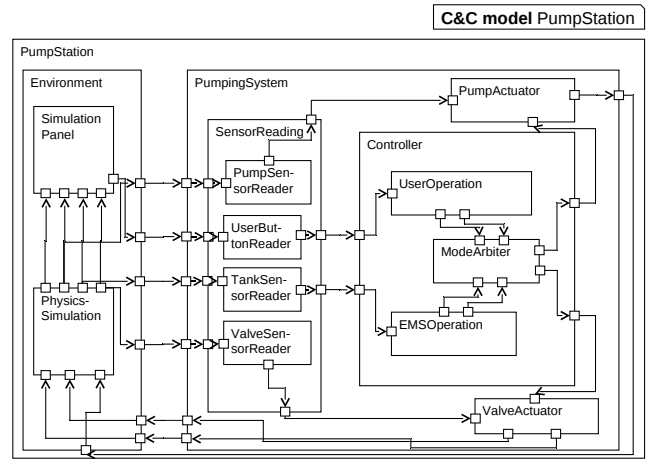 C&C model PumpStation
PumpStation
Environment
PumpingSystem
Simulation
Panel
SensorReading
PumpActuator
Controller
PumpSen-
sorReader
UserOperation
UserBut-
tonReader
ModeArbiter
TankSen-
sorReader
Physics-
Simulation
EMSOperation
ValveSen-
sorReader
ValveActuator